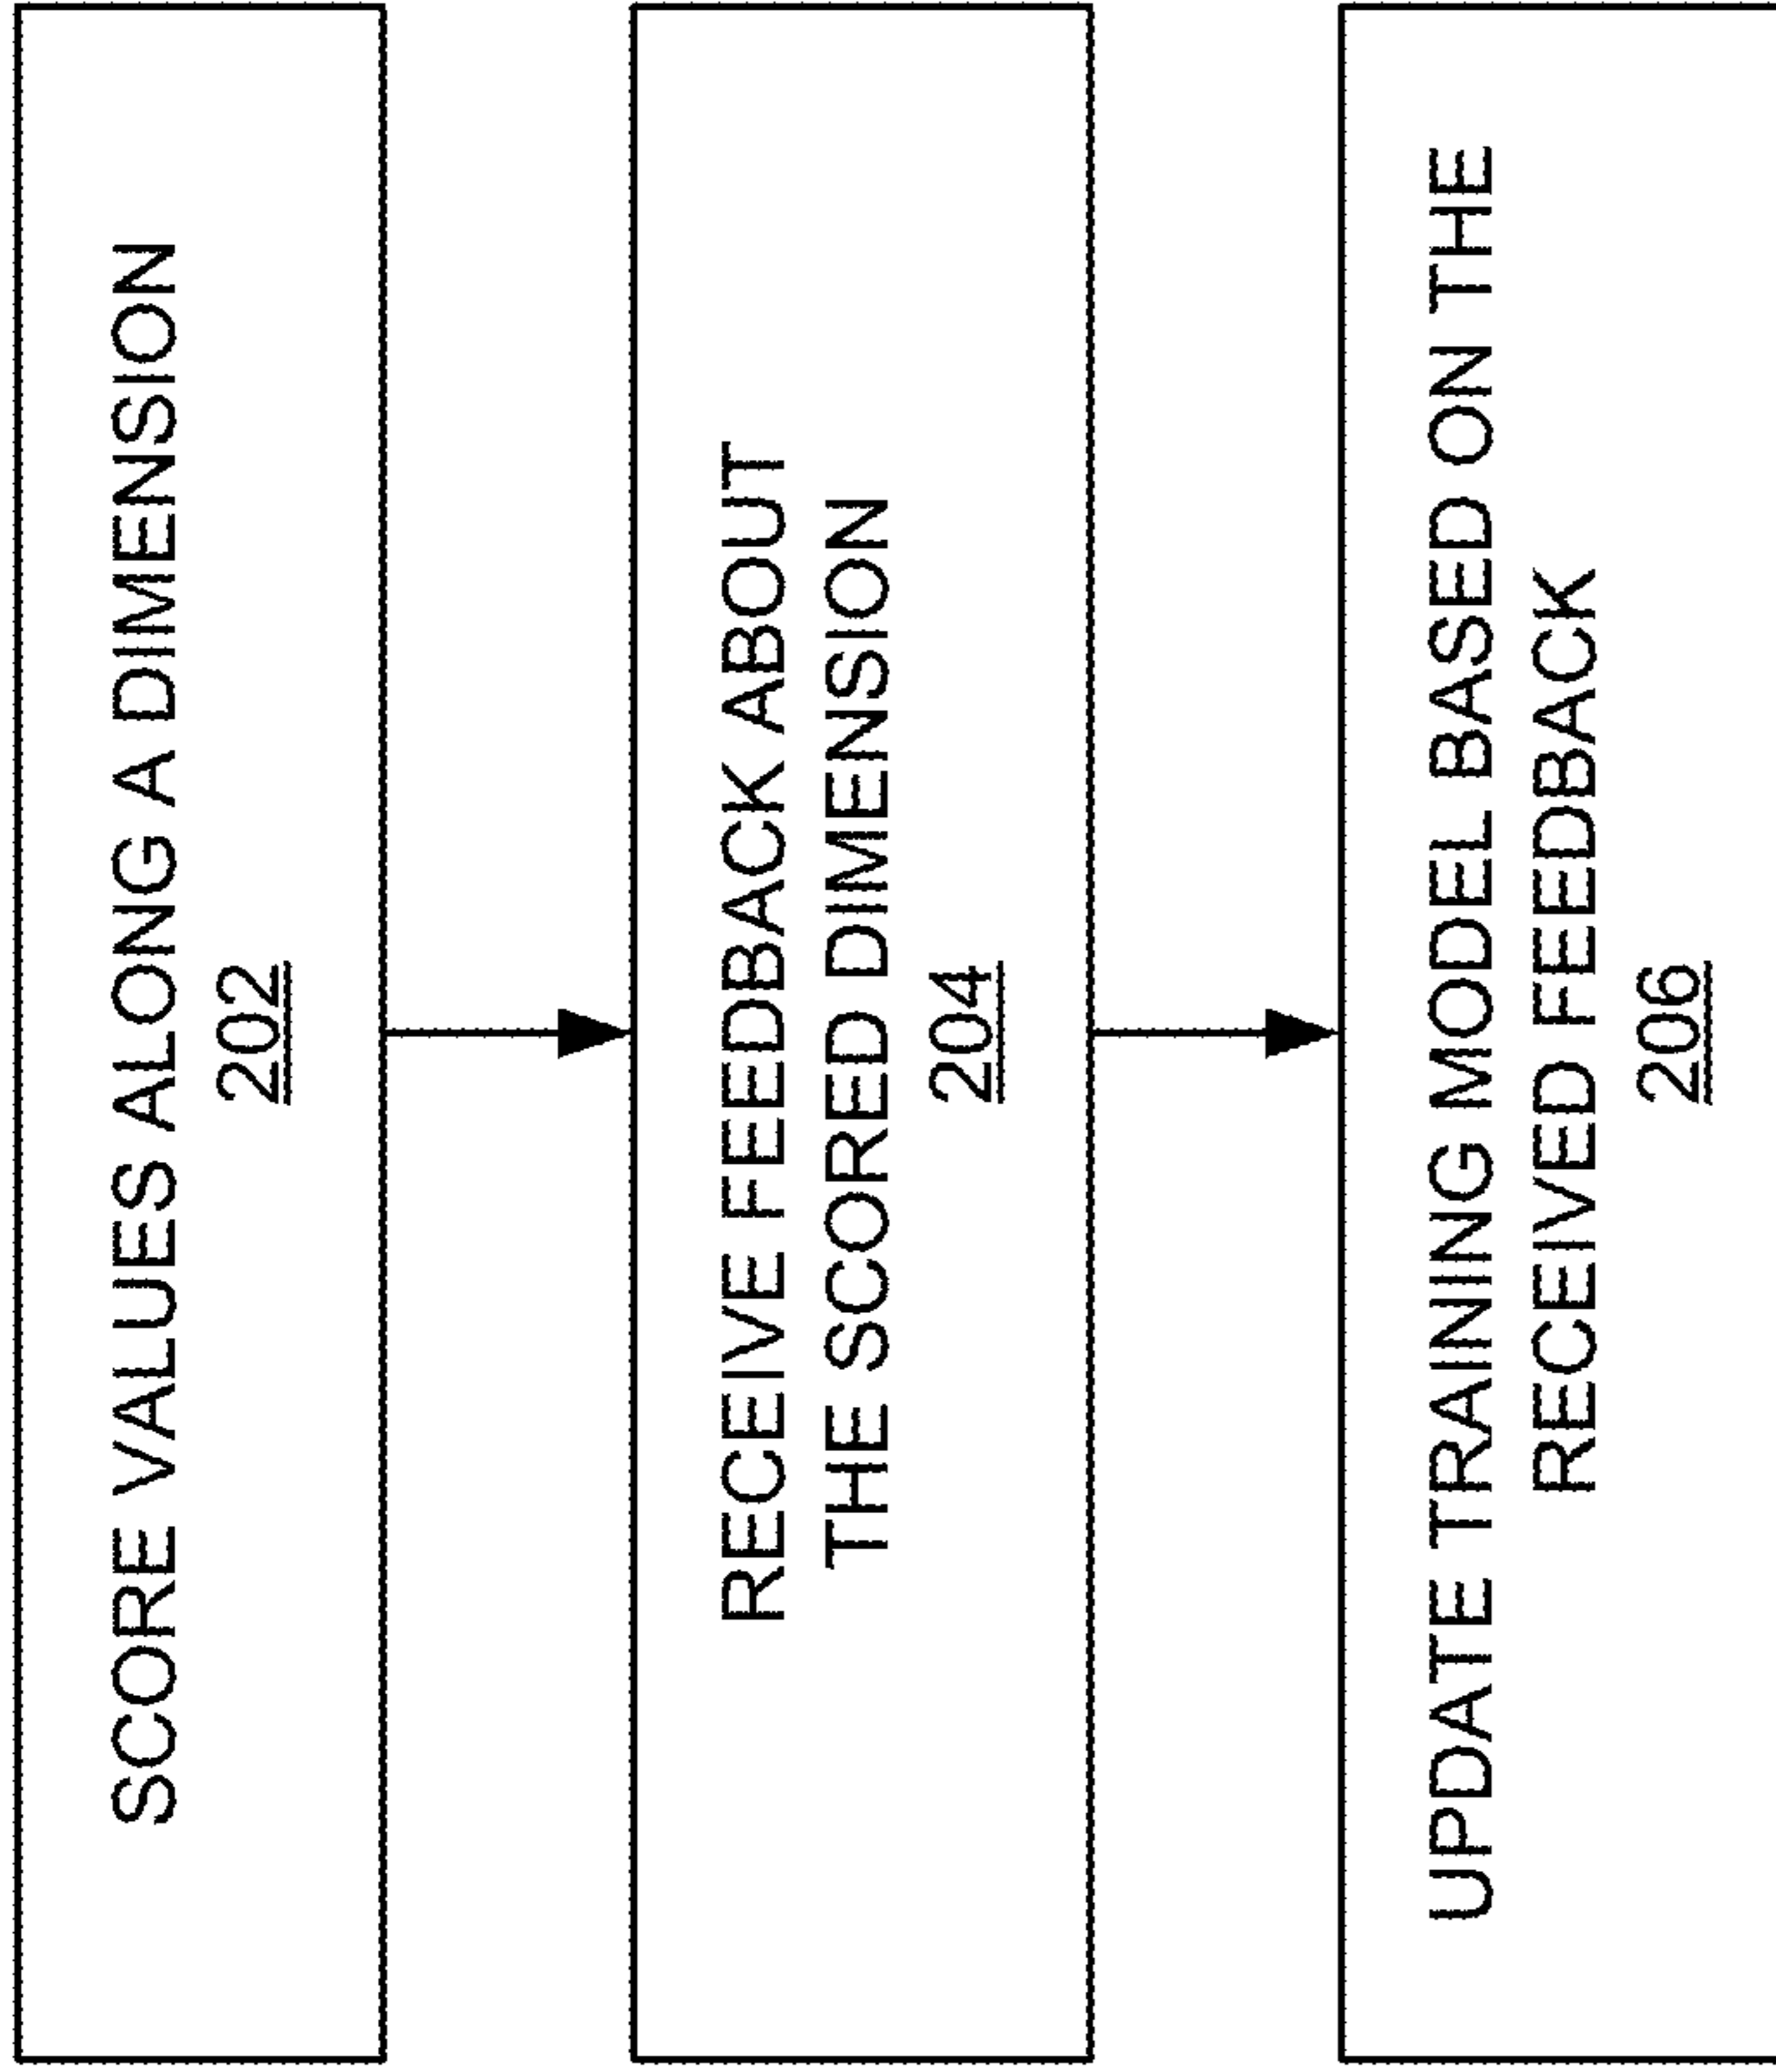 SCORE VALUES ALONG A DIMENSION
202
RECEIVE FEEDBACK ABOUT
THE SCORED DIMENSION
204
UPDATE TRAINING MODEL BASED ON THE
RECEIVED FEEDBACK
206